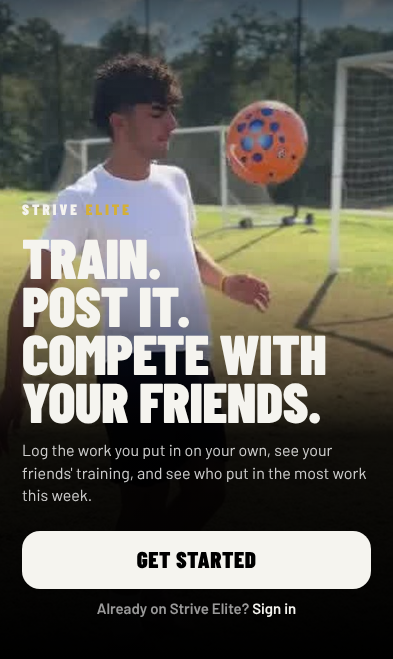 STRIVE ELITE
TRAIN.
POST IT.
COMPETE WITH
YOUR FRIENDS.
Log the work you put in on your own, see your
friends' training, and see who put in the most work
this week.
GET STARTED
Already on Strive Elite? Sign in